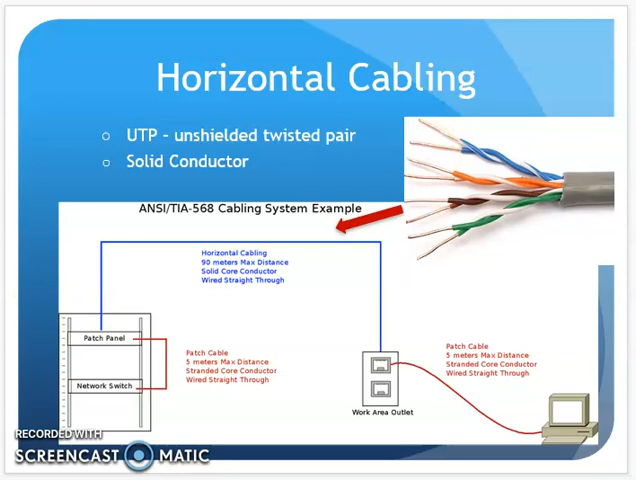 Horizontal Cabling
UTP – unshielded twisted pair
Solid Conductor
ANSI/TIA-568 Cabling System Example
Horizontal Cabling
90 meters Max Distance
Solid Core Conductor
Wired Straight Through
Patch Panel
Network Switch
Patch Cable
5 meters Max Distance
Stranded Core Conductor
Wired Straight Through
Work Area Outlet
Patch Cable
5 meters Max Distance
Stranded Core Conductor
Wired Straight Through
RECORDED WITH
SCREENCAST MATIC